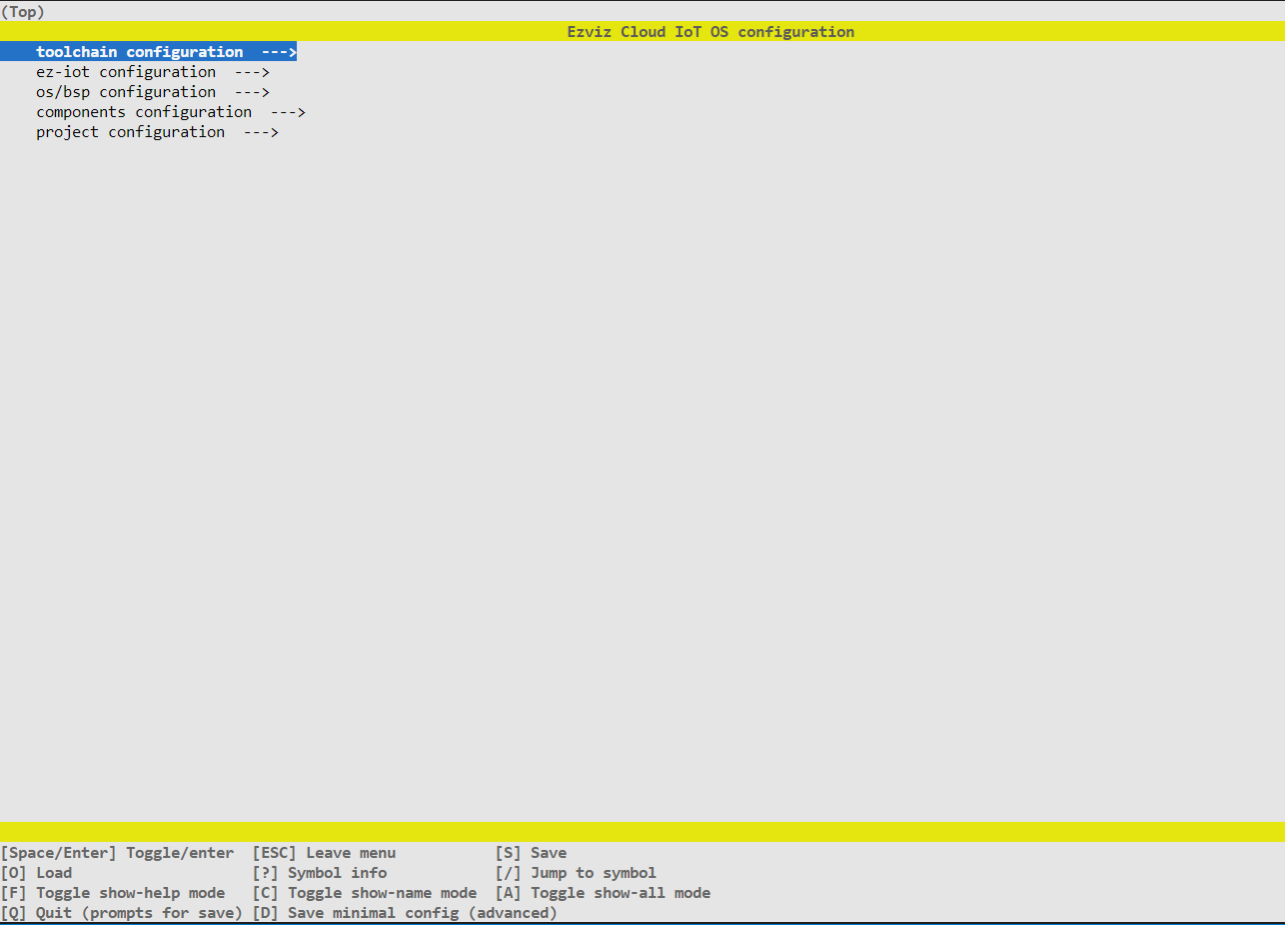 (Top)
Ezviz Cloud IoT OS configuration
toolchain configuration  --->
ez-iot configuration  --->
os/bsp configuration  --->
components configuration  --->
project configuration  --->
[Space/Enter] Toggle/enter  [ESC] Leave menu           [S] Save
[O] Load                    [?] Symbol info            [/] Jump to symbol
[F] Toggle show-help mode   [C] Toggle show-name mode  [A] Toggle show-all mode
[Q] Quit (prompts for save) [D] Save minimal config (advanced)